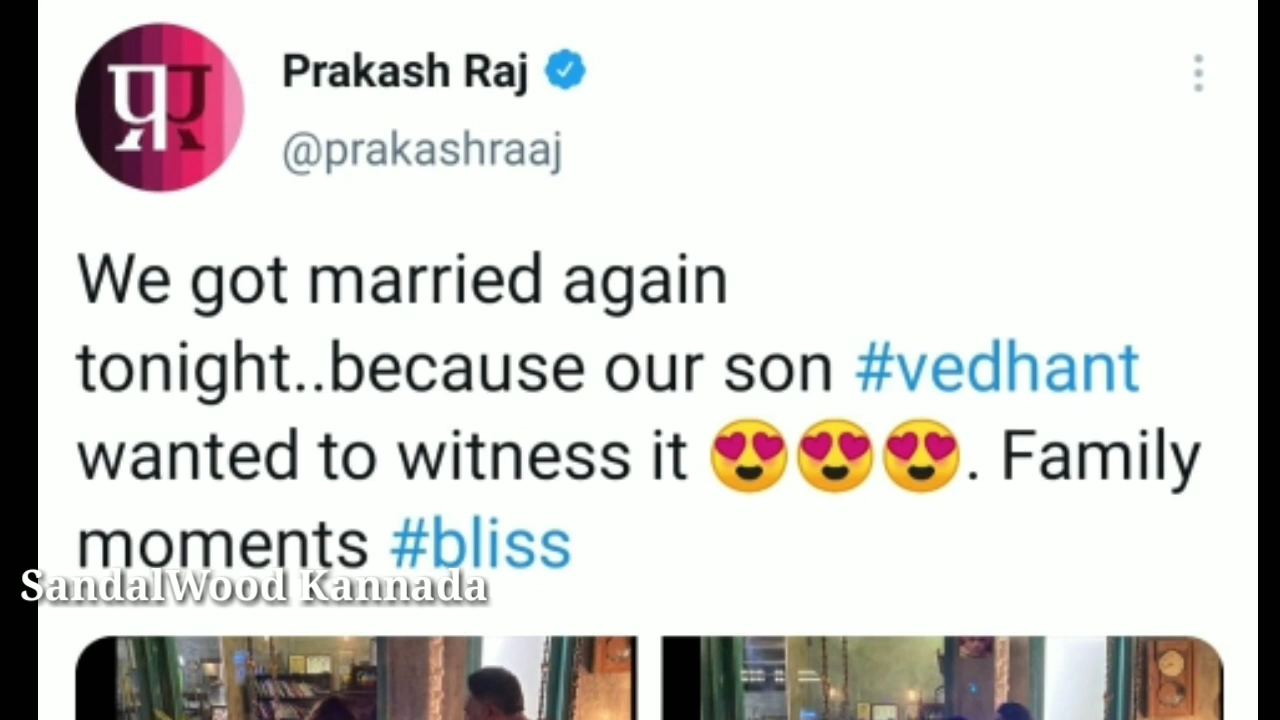 Prakash Raj
@prakashraaj
We got married again
tonight..because our son #vedhant
wanted to witness it 😍😍😍. Family
moments #bliss
SandalWood Kannada